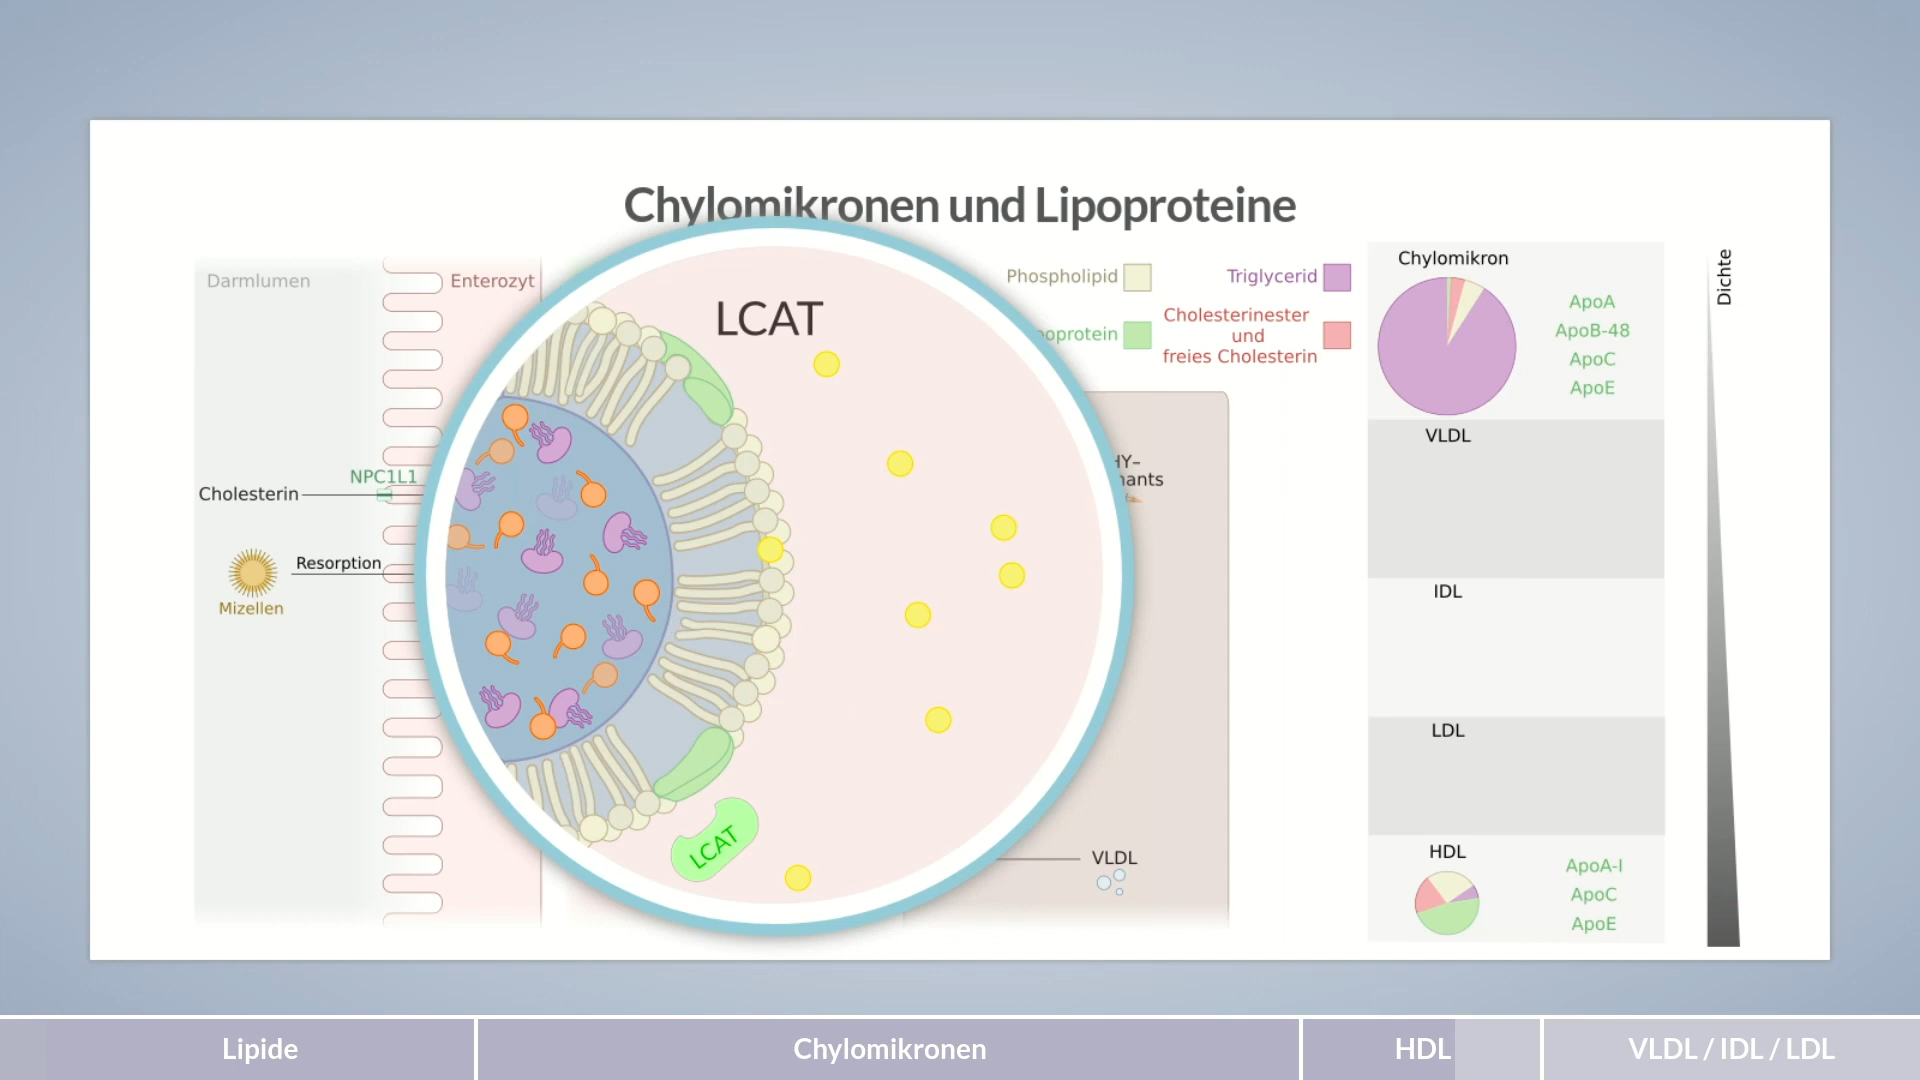 Chylomikronen und Lipoproteine
Darmlumen
Enterozyt
NPC1L1
Cholesterin
Resorption
Mizellen
LCAT
LCAT
Phospholipid
Triglycerid
Cholesterinester
und
freies Cholesterin
VLDL
Chylomikron
ApoA
ApoB-48
ApoC
ApoE
VLDL
IDL
LDL
HDL
ApoA-I
ApoC
ApoE
Dichte
Lipide
Chylomikronen
HDL
VLDL / IDL / LDL